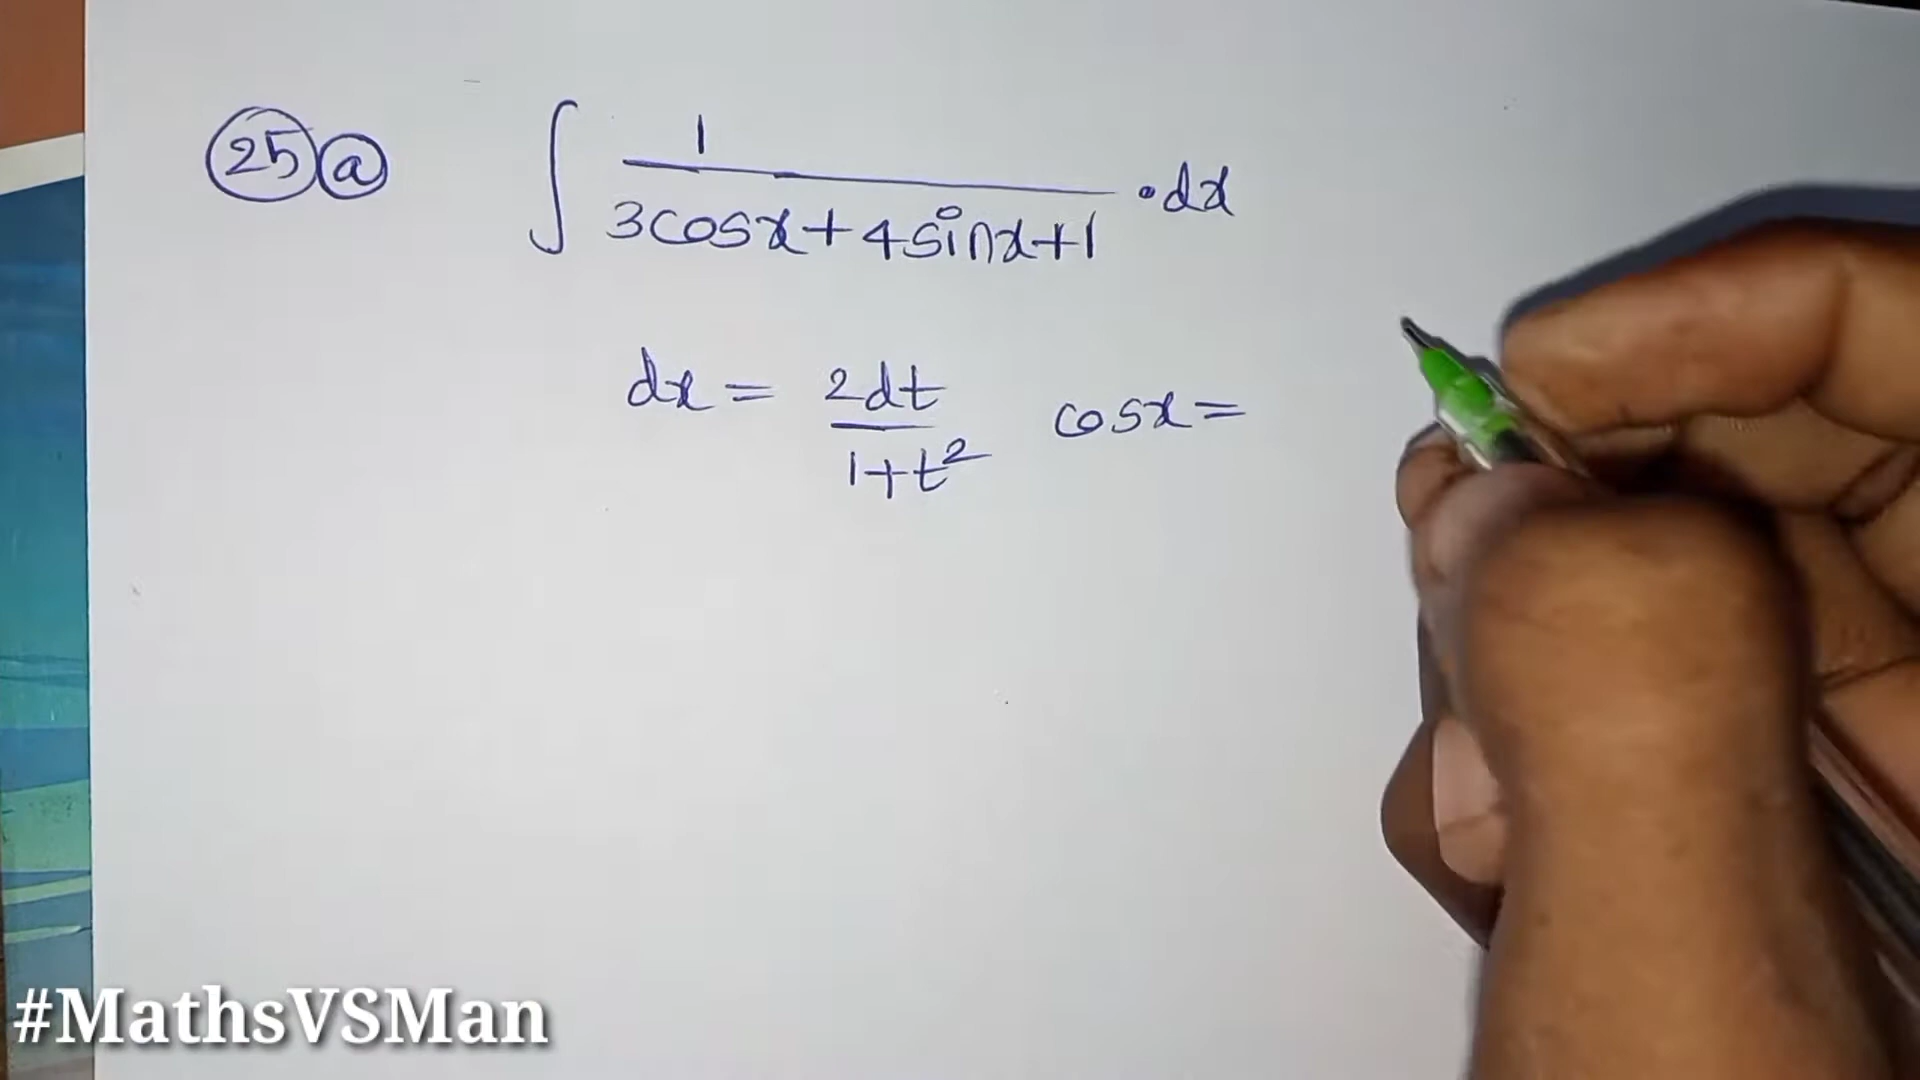 25 a ∫ 1/(3cosx+4sinx+1) · dx
dx = 2dt/(1+t²) cosx =
#MathsVSMan